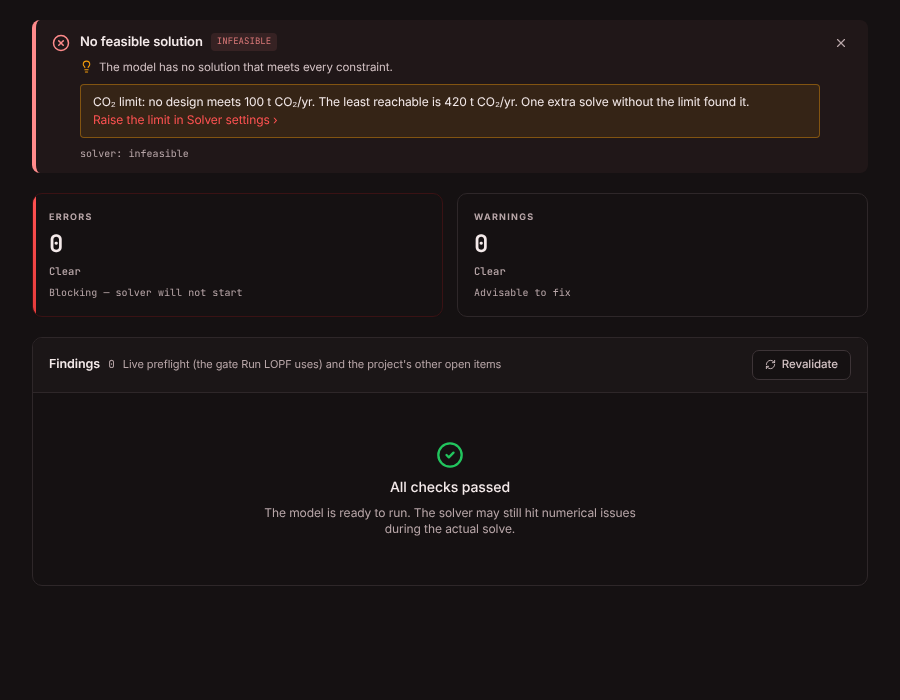 No feasible solution INFEASIBLE
The model has no solution that meets every constraint.
CO₂ limit: no design meets 100 t CO₂/yr. The least reachable is 420 t CO₂/yr. One extra solve without the limit found it.
Raise the limit in Solver settings ›
solver: infeasible
ERRORS
0
Clear
Blocking — solver will not start
WARNINGS
0
Clear
Advisable to fix
Findings 0 Live preflight (the gate Run LOPF uses) and the project's other open items
Revalidate
All checks passed
The model is ready to run. The solver may still hit numerical issues
during the actual solve.